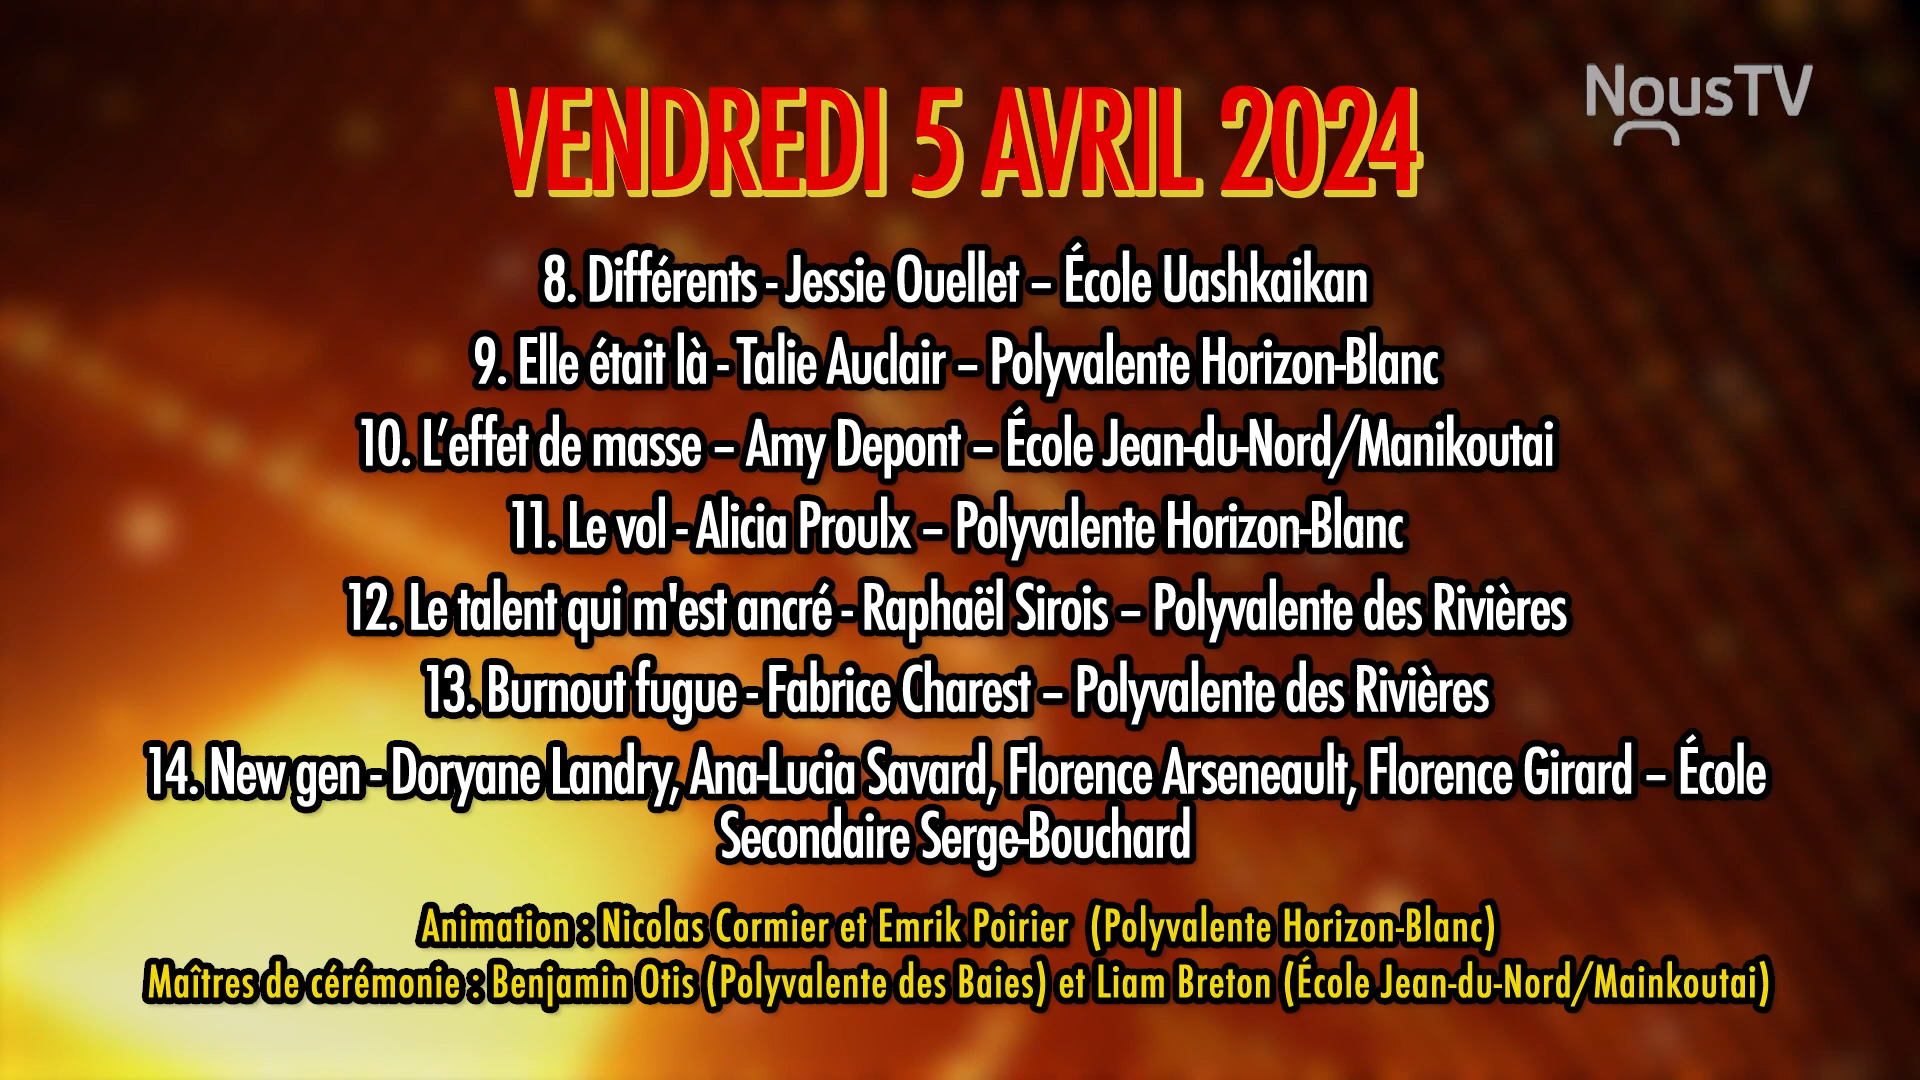 NousTV
VENDREDI 5 AVRIL 2024
8. Différents - Jessie Ouellet – École Uashkaikan
9. Elle était là - Talie Auclair – Polyvalente Horizon-Blanc
10. L’effet de masse – Amy Depont – École Jean-du-Nord/Manikoutai
11. Le vol - Alicia Proulx – Polyvalente Horizon-Blanc
12. Le talent qui m'est ancré - Raphaël Sirois – Polyvalente des Rivières
13. Burnout fugue - Fabrice Charest – Polyvalente des Rivières
14. New gen - Doryane Landry, Ana-Lucia Savard, Florence Arseneault, Florence Girard – École
Secondaire Serge-Bouchard
Animation : Nicolas Cormier et Emrik Poirier (Polyvalente Horizon-Blanc)
Maîtres de cérémonie : Benjamin Otis (Polyvalente des Baies) et Liam Breton (École Jean-du-Nord/Mainkoutai)